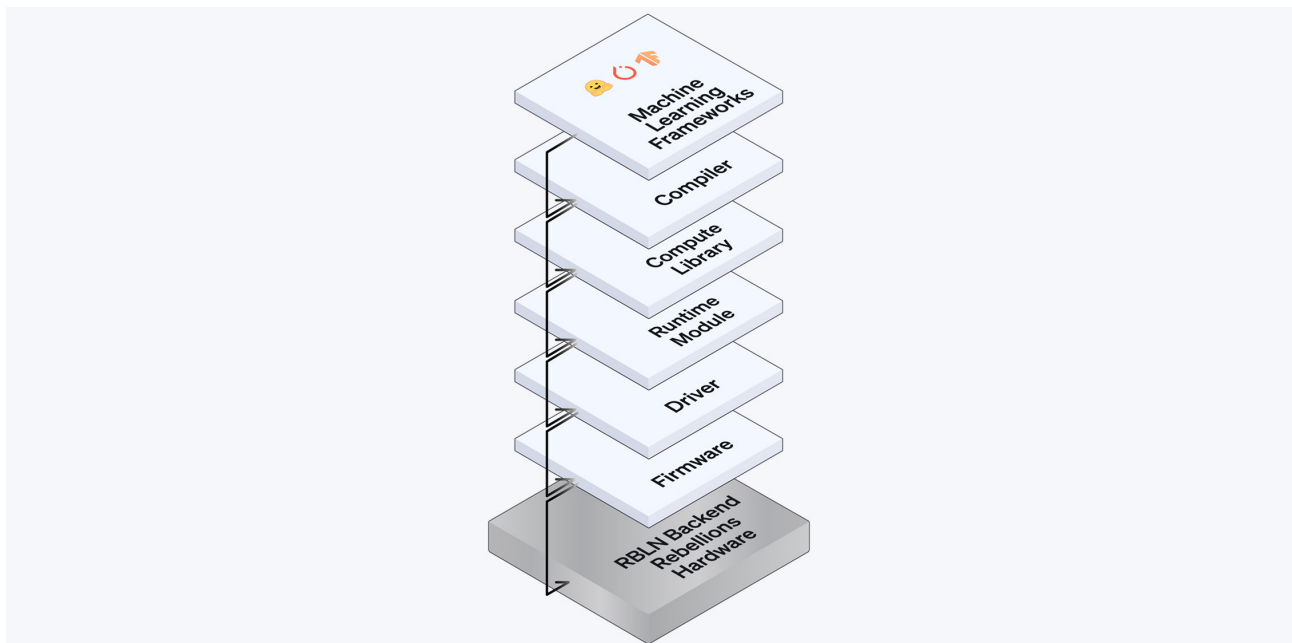 Machine
Learning
Frameworks
Compiler
Compute
Library
Runtime
Module
Driver
Firmware
RBLN Backend
Rebellions
Hardware